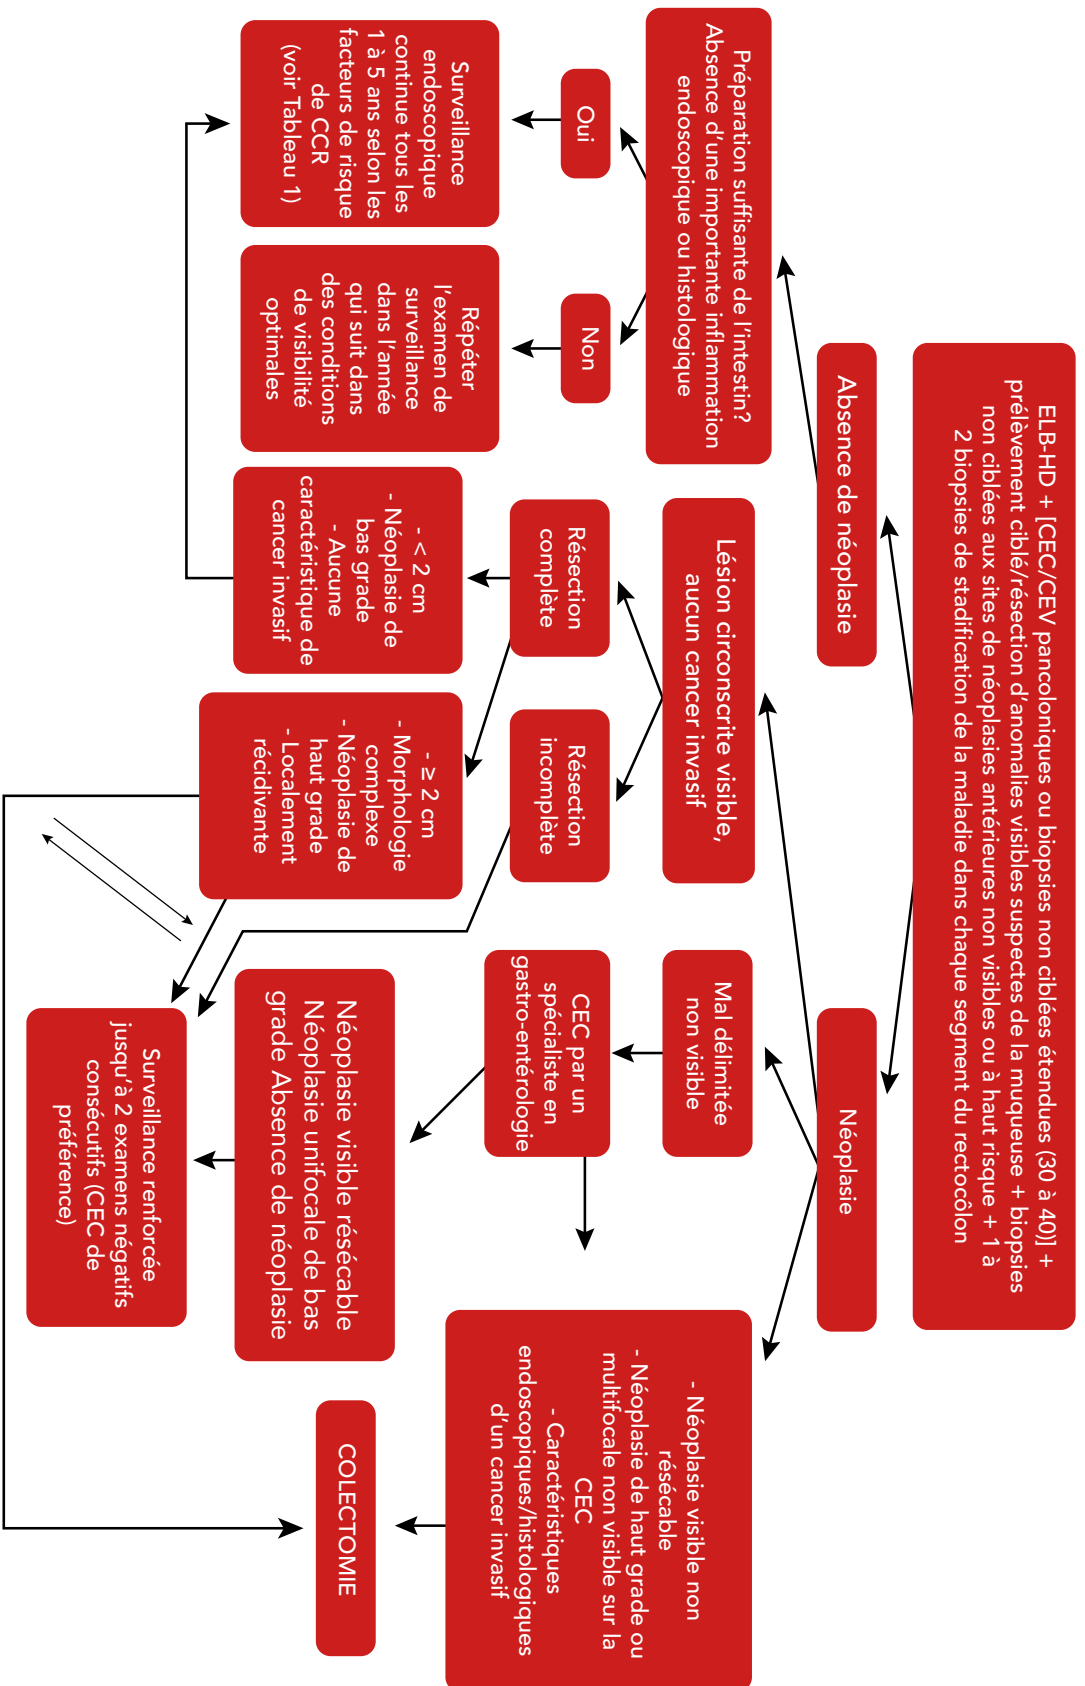 ELB-HD + [CEC/CEV pancoloniques ou biopsies non ciblées étendues (30 à 40)] +
prélèvement ciblé/résection d'anomalies visibles suspectes de la muqueuse + biopsies
non ciblées aux sites de néoplasies antérieures non visibles ou à haut risque + 1 à
2 biopsies de stadification de la maladie dans chaque segment du rectocôlon
Absence de néoplasie
Néoplasie
Préparation suffisante de l'intestin?
Absence d'une importante inflammation
endoscopique ou histologique
Oui
Non
Surveillance
endoscopique
continue tous les
1 à 5 ans selon les
facteurs de risque
de CCR
(voir Tableau 1)
Répéter
l'examen de
surveillance
dans l'année
qui suit dans
des conditions
de visibilité
optimales
Lésion circonscrite visible,
aucun cancer invasif
Résection
complète
Résection
incomplète
- < 2 cm
- Néoplasie de
bas grade
- Aucune
caractéristique de
cancer invasif
- ≥ 2 cm
- Morphologie
complexe
- Néoplasie de
haut grade
- Localement
récidivante
Mal délimitée
non visible
CEC par un
spécialiste en
gastro-entérologie
Néoplasie visible résécable
Néoplasie unifocale de bas
grade Absence de néoplasie
Surveillance renforcée
jusqu'à 2 examens négatifs
consécutifs (CEC de
préférence)
- Néoplasie visible non
résécable
- Néoplasie de haut grade ou
multifocale non visible sur la
CEC
- Caractéristiques
endoscopiques/histologiques
d'un cancer invasif
COLECTOMIE